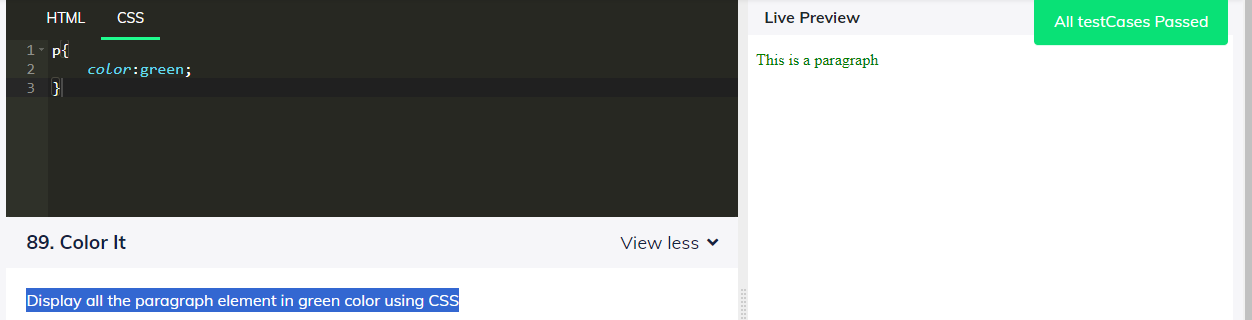 HTML CSS
1 p{
2 color:green;
3 }
89. Color It
View less
Display all the paragraph element in green color using CSS
Live Preview
All testCases Passed
This is a paragraph